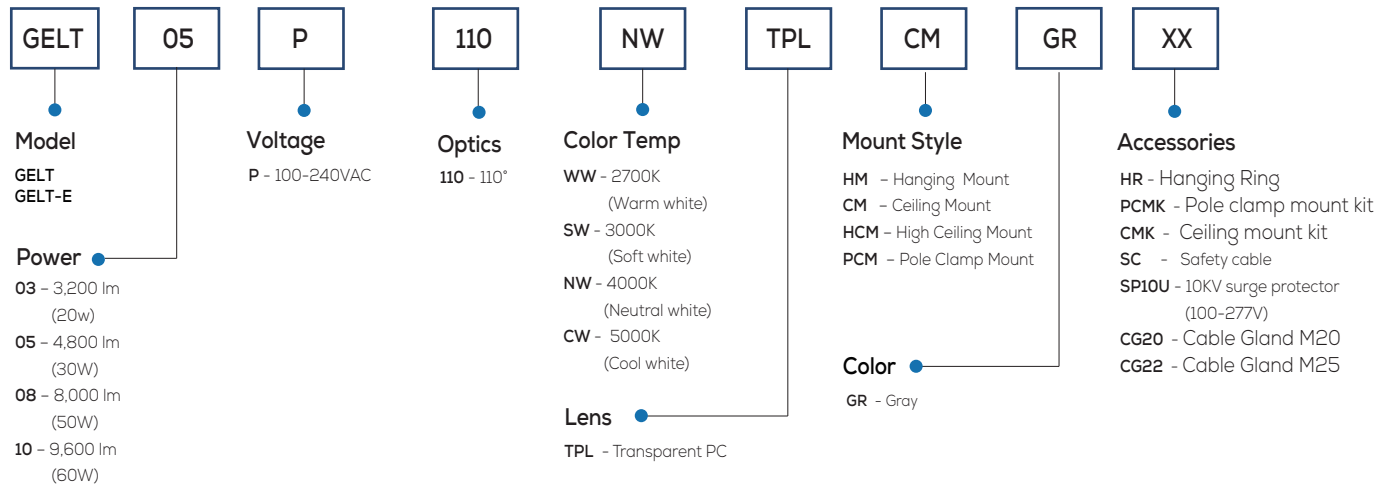 GELT 05 P 110 NW TPL CM GR XX
Model
GELT
GELT-E
Power
03 – 3,200 lm
(20w)
05 – 4,800 lm
(30W)
08 – 8,000 lm
(50W)
10 – 9,600 lm
(60W)
Voltage
P - 100-240VAC
Optics
110 - 110°
Color Temp
WW - 2700K
(Warm white)
SW - 3000K
(Soft white)
NW - 4000K
(Neutral white)
CW - 5000K
(Cool white)
Lens
TPL - Transparent PC
Mount Style
HM – Hanging Mount
CM – Ceiling Mount
HCM – High Ceiling Mount
PCM – Pole Clamp Mount
Color
GR - Gray
Accessories
HR - Hanging Ring
PCMK - Pole clamp mount kit
CMK - Ceiling mount kit
SC - Safety cable
SP10U - 10KV surge protector
(100-277V)
CG20 - Cable Gland M20
CG22 - Cable Gland M25